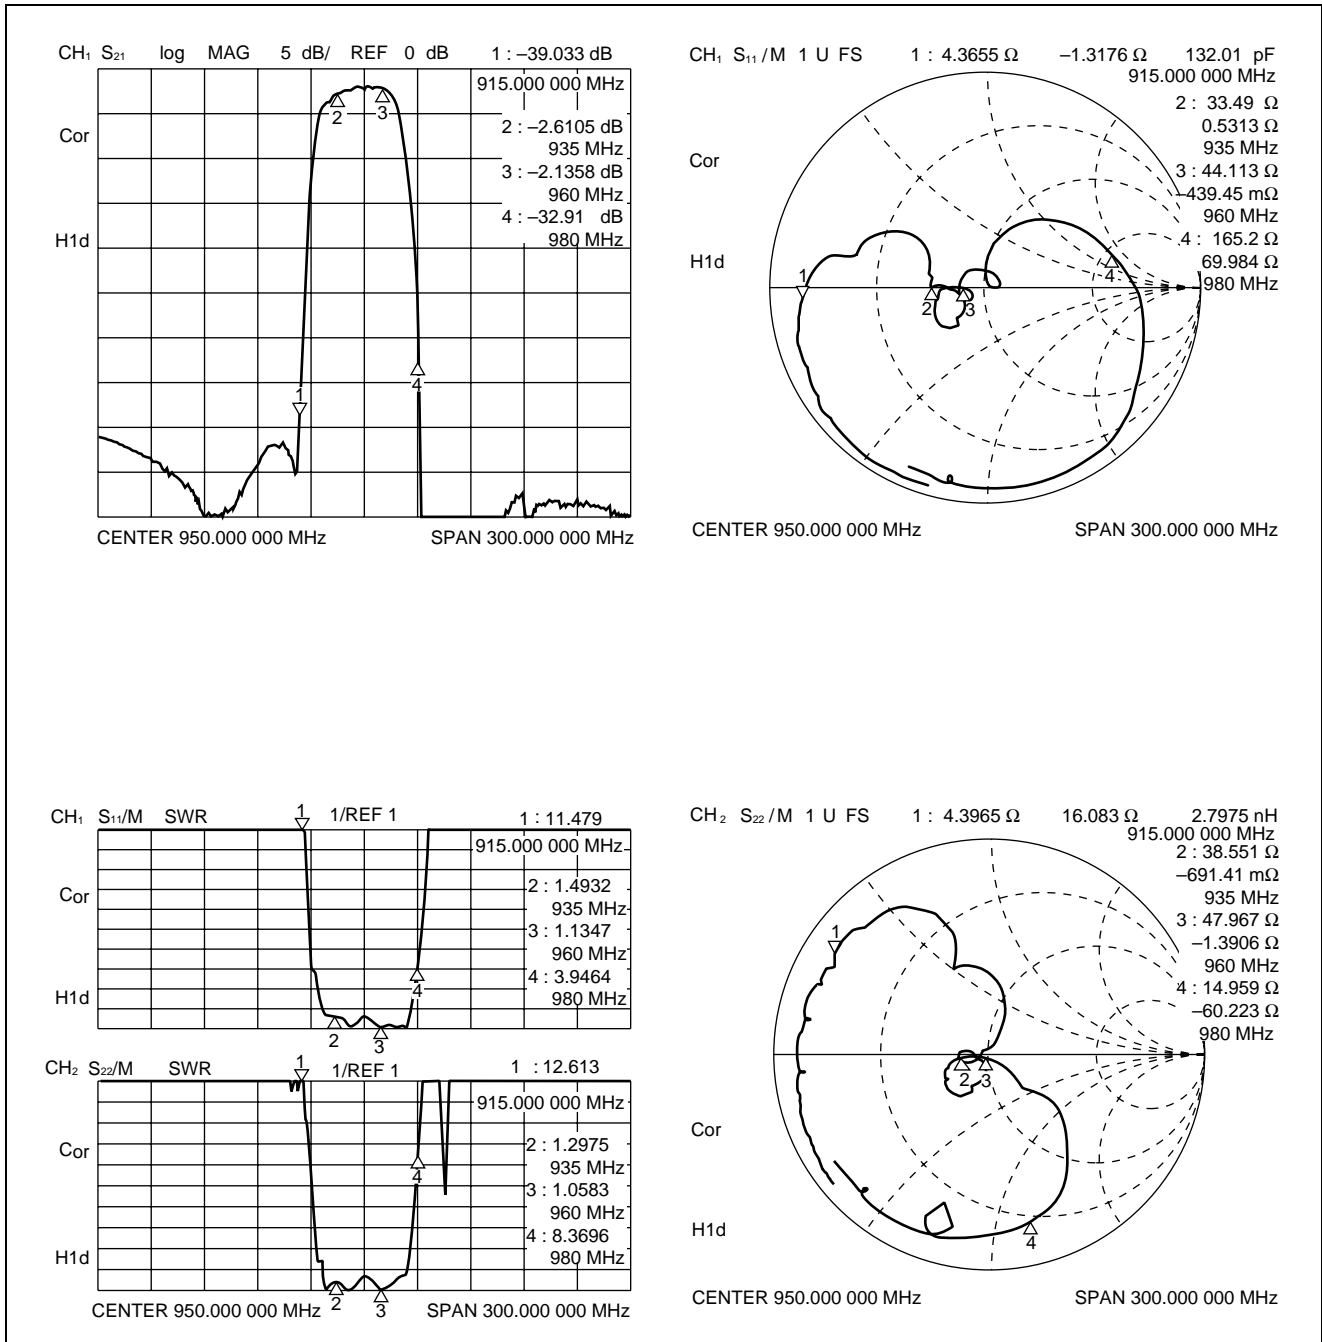 CH1 S21 log MAG 5 dB/ REF 0 dB 1 : –39.033 dB
915.000 000 MHz
2 : –2.6105 dB
935 MHz
3 : –2.1358 dB
960 MHz
4 : –32.91 dB
980 MHz
Cor
H1d
1
2
3
4
CENTER 950.000 000 MHz SPAN 300.000 000 MHz
CH1 S11 /M 1 U FS 1 : 4.3655 Ω –1.3176 Ω 132.01 pF
915.000 000 MHz
2 : 33.49 Ω
0.5313 Ω
935 MHz
3 : 44.113 Ω
–439.45 mΩ
960 MHz
4 : 165.2 Ω
69.984 Ω
980 MHz
Cor
H1d
1
2
3
4
CENTER 950.000 000 MHz SPAN 300.000 000 MHz
CH1 S11/M SWR 1/REF 1 1 : 11.479
915.000 000 MHz
2 : 1.4932
935 MHz
3 : 1.1347
960 MHz
4 : 3.9464
980 MHz
Cor
H1d
1
2
3
4
CH2 S22/M SWR 1/REF 1 1 : 12.613
915.000 000 MHz
2 : 1.2975
935 MHz
3 : 1.0583
960 MHz
4 : 8.3696
980 MHz
Cor
H1d
1
2
3
4
CENTER 950.000 000 MHz SPAN 300.000 000 MHz
CH2 S22 /M 1 U FS 1 : 4.3965 Ω 16.083 Ω 2.7975 nH
915.000 000 MHz
2 : 38.551 Ω
–691.41 mΩ
935 MHz
3 : 47.967 Ω
–1.3906 Ω
960 MHz
4 : 14.959 Ω
–60.223 Ω
980 MHz
Cor
H1d
1
2
3
4
CENTER 950.000 000 MHz SPAN 300.000 000 MHz